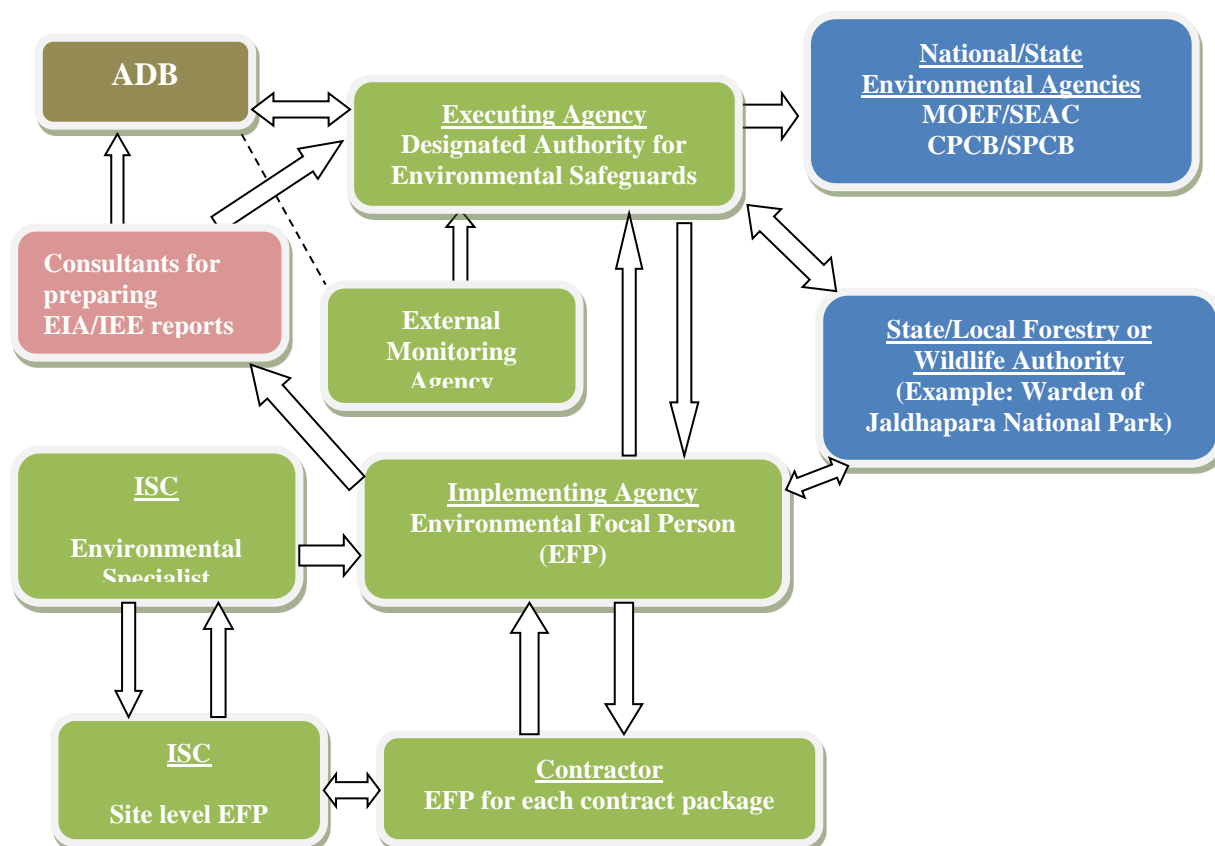 ADB
Executing Agency
Designated Authority for
Environmental Safeguards
National/State
Environmental Agencies
MOEF/SEAC
CPCB/SPCB
Consultants for
preparing
EIA/IEE reports
External
Monitoring
Agency
State/Local Forestry or
Wildlife Authority
(Example: Warden of
Jaldhapara National Park)
ISC
Environmental
Specialist
Implementing Agency
Environmental Focal Person
(EFP)
ISC
Site level EFP
Contractor
EFP for each contract package